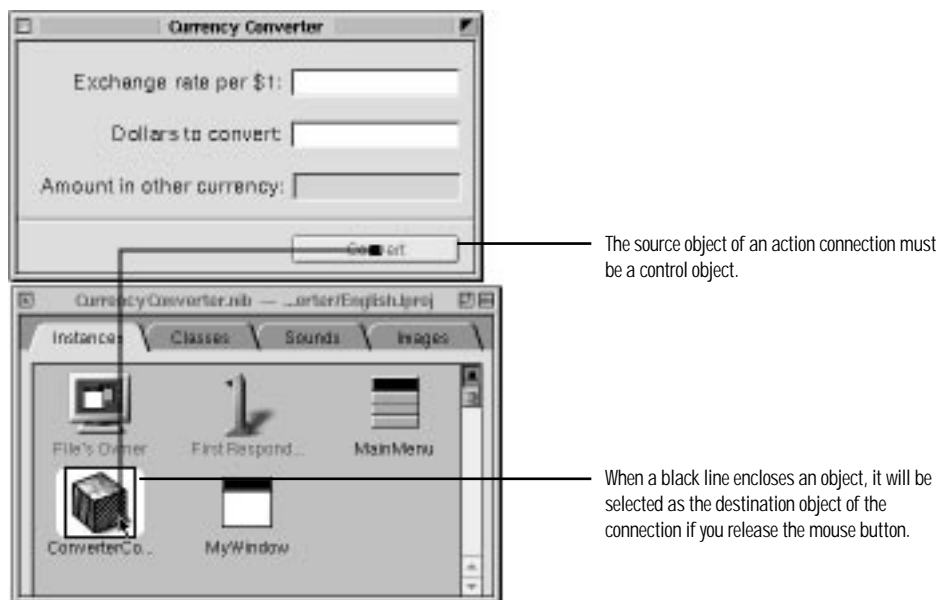 Currency Converter
Exchange rate per $1:
Dollars to convert:
Amount in other currency:
Convert
The source object of an action connection must
be a control object.
CurrencyConverter.nib — ...erter/English.lproj
Instances Classes Sounds Images
File's Owner First Respond... MainMenu
When a black line encloses an object, it will be
selected as the destination object of the
connection if you release the mouse button.
ConverterCo... MyWindow